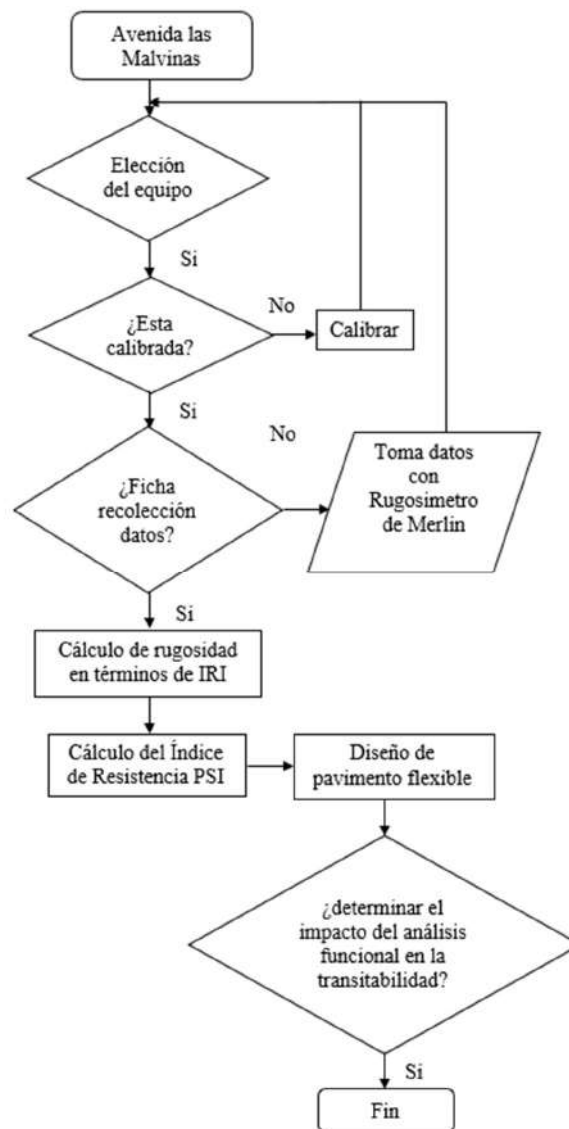 Avenida las
Malvinas
Elección
del equipo
Si
¿Esta
calibrada?
No
Calibrar
Si
No
¿Ficha
recolección
datos?
Toma datos
con
Rugosimetro
de Merlin
Si
Cálculo de rugosidad
en términos de IRI
Cálculo del Índice
de Resistencia PSI
Diseño de
pavimento flexible
¿determinar el
impacto del análisis
funcional en la
transitabilidad?
Si
Fin